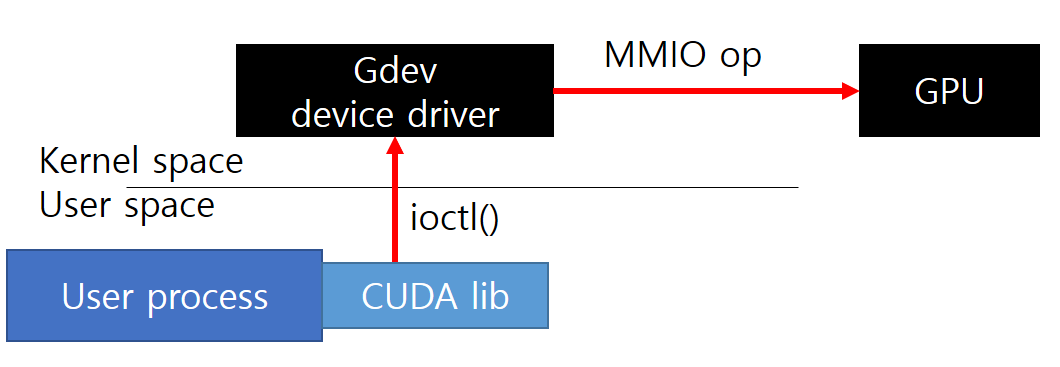 Gdev
device driver
MMIO op
GPU
Kernel space
User space
ioctl()
User process
CUDA lib